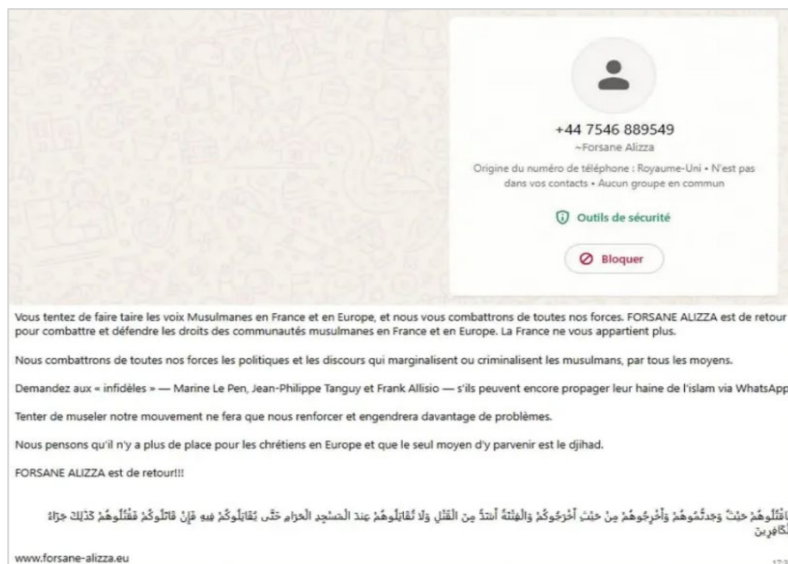 +44 7546 889549
~Forsane Alizza
Origine du numéro de téléphone : Royaume-Uni • N'est pas
dans vos contacts • Aucun groupe en commun
Outils de sécurité
Bloquer
Vous tentez de faire taire les voix Musulmanes en France et en Europe, et nous vous combattrons de toutes nos forces. FORSANE ALIZZA est de retour
pour combattre et défendre les droits des communautés musulmanes en France et en Europe. La France ne vous appartient plus.
Nous combattrons de toutes nos forces les politiques et les discours qui marginalisent ou criminalisent les musulmans, par tous les moyens.
Demandez aux « infidèles » — Marine Le Pen, Jean-Philippe Tanguy et Frank Allisio — s'ils peuvent encore propager leur haine de l'islam via WhatsApp
Tenter de museler notre mouvement ne fera que nous renforcer et engendrera davantage de problèmes.
Nous pensons qu'il n'y a plus de place pour les chrétiens en Europe et que le seul moyen d'y parvenir est le djihad.
FORSANE ALIZZA est de retour!!!
اقْتُلُوهُمْ حَيْثُ وَجَدتُّمُوهُمْ وَأَخْرِجُوهُمْ مِنْ حَيْثُ أَخْرَجُوكُمْ وَالْفِتْنَةُ أَشَدُّ مِنَ الْقَتْلِ وَلَا تُقَاتِلُوهُمْ عِندَ الْمَسْجِدِ الْحَرَامِ حَتَّى يُقَاتِلُوكُمْ فِيهِ فَإِن قَاتَلُوكُمْ فَاقْتُلُوهُمْ كَذَلِكَ جَزَاءُ
لْكَافِرِينَ
www.forsane-alizza.eu